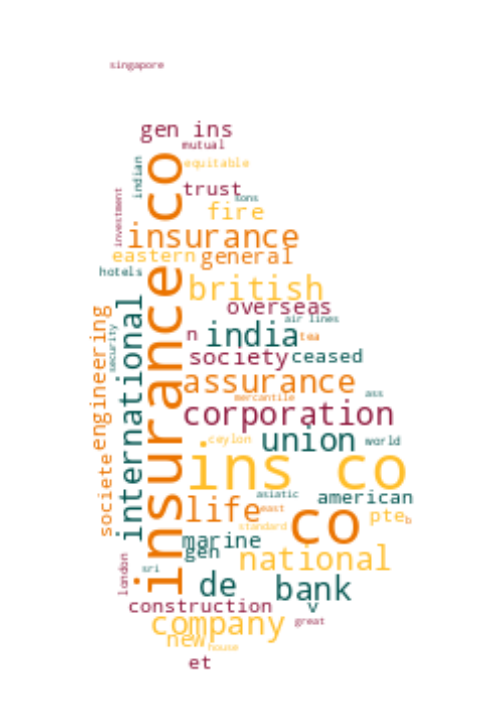 singapore
gen ins
mutual
equitable
indian
trust
sons
investment
fire
insurance co
insurance
eastern
general
hotels
british
overseas
air lines
engineering
security
international
n
india
tea
society
ceased
assurance
ass
mercantile
corporation
ceylon
union
world
ins co
societe
asiatic
american
life
east
co
pte
b
standard
marine
gen
national
london
sri
de
bank
construction
v
company
great
new
house
et